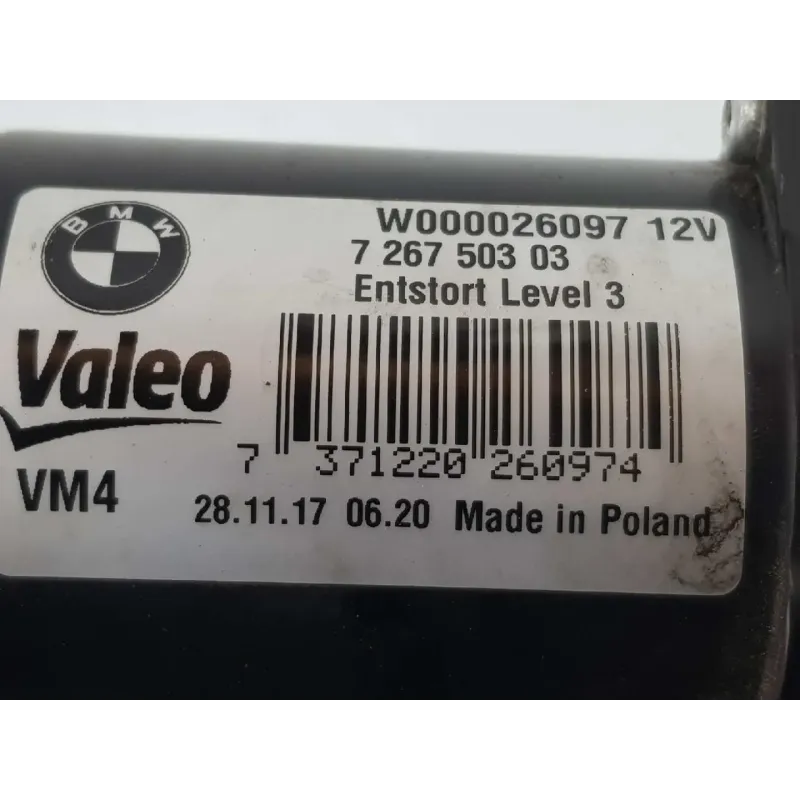 BMW
W000026097 12V
7 267 503 03
Entstort Level 3
Valeo
7 371220 260974
VM4
28.11.17 06.20 Made in Poland